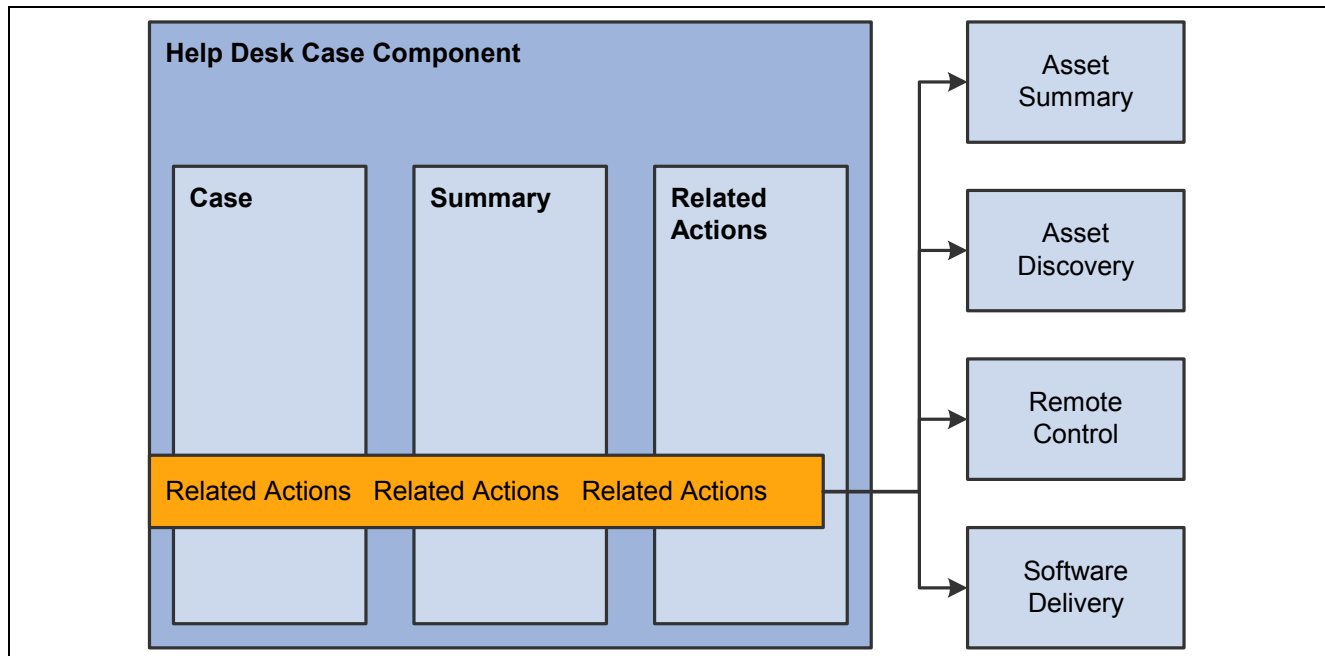 Help Desk Case Component
Case
Summary
Related
Actions
Related Actions Related Actions Related Actions
Asset
Summary
Asset
Discovery
Remote
Control
Software
Delivery